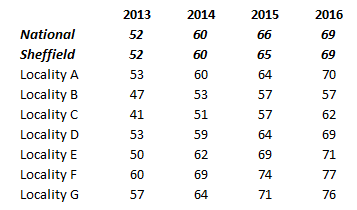 2013 2014 2015 2016
National 52 60 66 69
Sheffield 52 60 65 69
Locality A 53 60 64 70
Locality B 47 53 57 57
Locality C 41 51 57 62
Locality D 53 59 64 69
Locality E 50 62 69 71
Locality F 60 69 74 77
Locality G 57 64 71 76